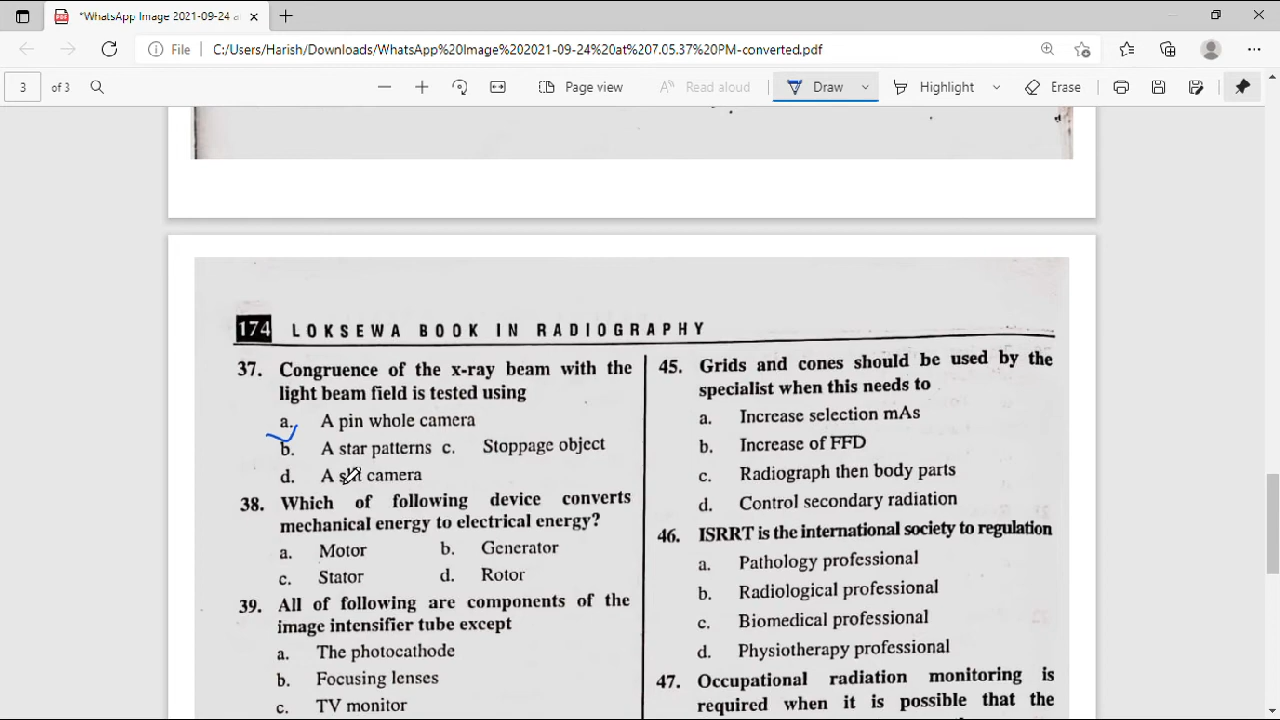 *WhatsApp Image 2021-09-24 a
File C:/Users/Harish/Downloads/WhatsApp%20Image%202021-09-24%20at%207.05.37%20PM-converted.pdf
3 of 3 Page view Read aloud Draw Highlight Erase
174 LOKSEWA BOOK IN RADIOGRAPHY
37. Congruence of the x-ray beam with the
light beam field is tested using
a. A pin whole camera
b. A star patterns c. Stoppage object
d. A slit camera
38. Which of following device converts
mechanical energy to electrical energy?
a. Motor b. Generator
c. Stator d. Rotor
39. All of following are components of the
image intensifier tube except
a. The photocathode
b. Focusing lenses
c. TV monitor
45. Grids and cones should be used by the
specialist when this needs to
a. Increase selection mAs
b. Increase of FFD
c. Radiograph then body parts
d. Control secondary radiation
46. ISRRT is the international society to regulation
a. Pathology professional
b. Radiological professional
c. Biomedical professional
d. Physiotherapy professional
47. Occupational radiation monitoring is
required when it is possible that the